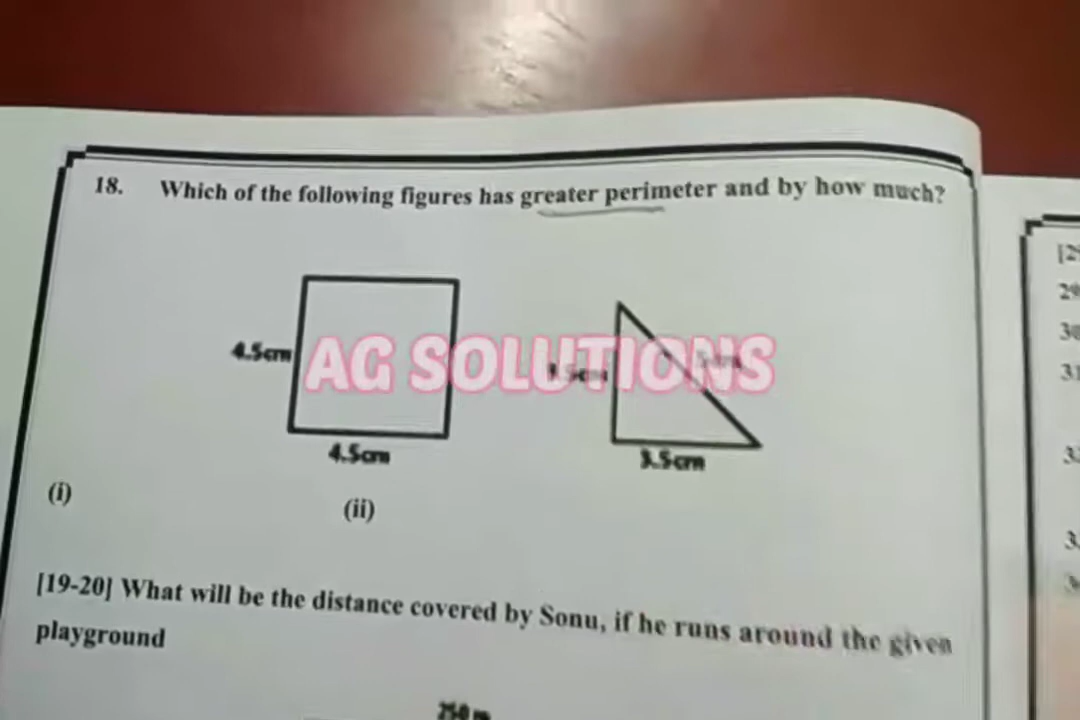 18. Which of the following figures has greater perimeter and by how much?
4.5cm
AG SOLUTIONS
4.5cm
3.5cm
(i)
(ii)
[19-20] What will be the distance covered by Sonu, if he runs around the given
playground